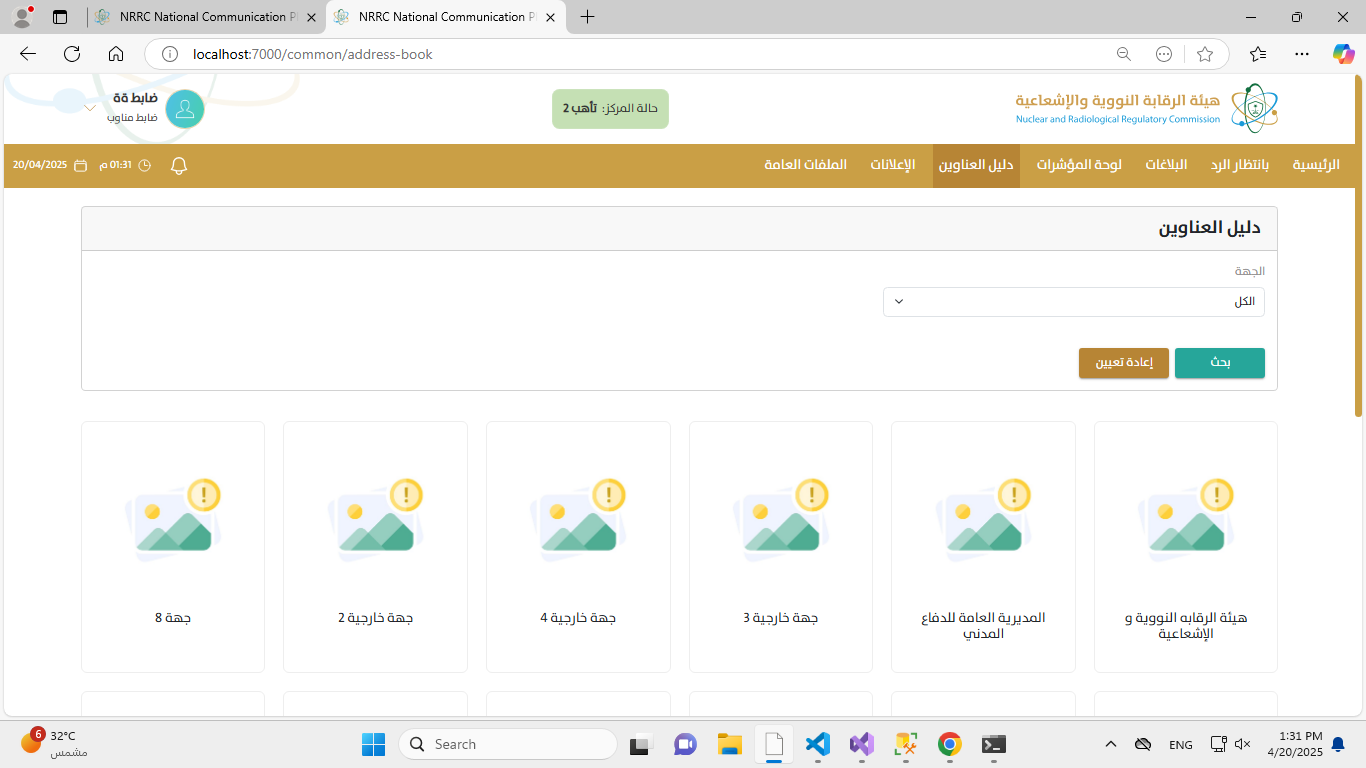 NRRC National Communication Pl
NRRC National Communication Pl
localhost:7000/common/address-book
هيئة الرقابة النووية والإشعاعية
Nuclear and Radiological Regulatory Commission
حالة المركز: تأهب 2
ضابط ةة
ضابط مناوب
الرئيسية
بانتظار الرد
البلاغات
لوحة المؤشرات
دليل العناوين
الإعلانات
الملفات العامة
01:31 م
20/04/2025
دليل العناوين
الجهة
الكل
بحث
إعادة تعيين
هيئة الرقابه النووية و
الإشعاعية
المديرية العامة للدفاع
المدني
جهة خارجية 3
جهة خارجية 4
جهة خارجية 2
جهة 8
6
32°C
مشمس
Search
ENG
1:31 PM
4/20/2025